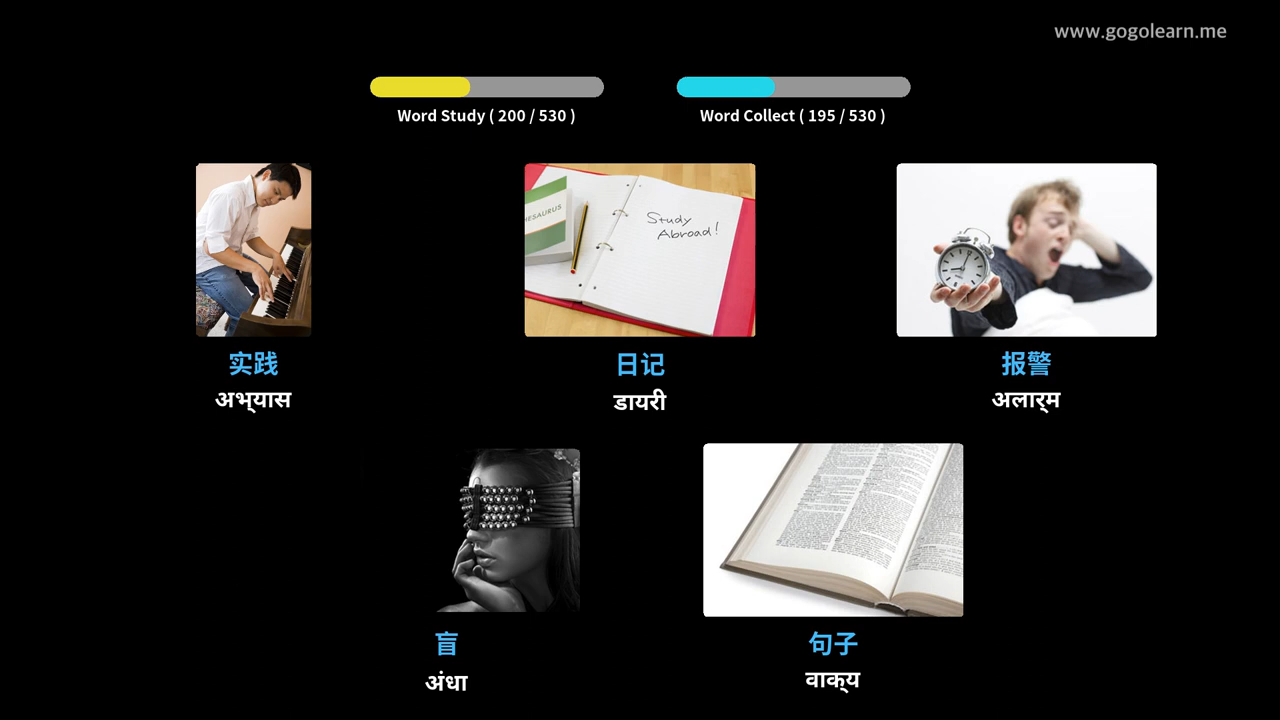 www.gogolearn.me
Word Study ( 200 / 530 )
Word Collect ( 195 / 530 )
THESAURUS
Study
Abroad!
实践
日记
报警
अभ्‌यास
डायरी
अलार्‌म
盲
句子
अंधा
वाक्‌य